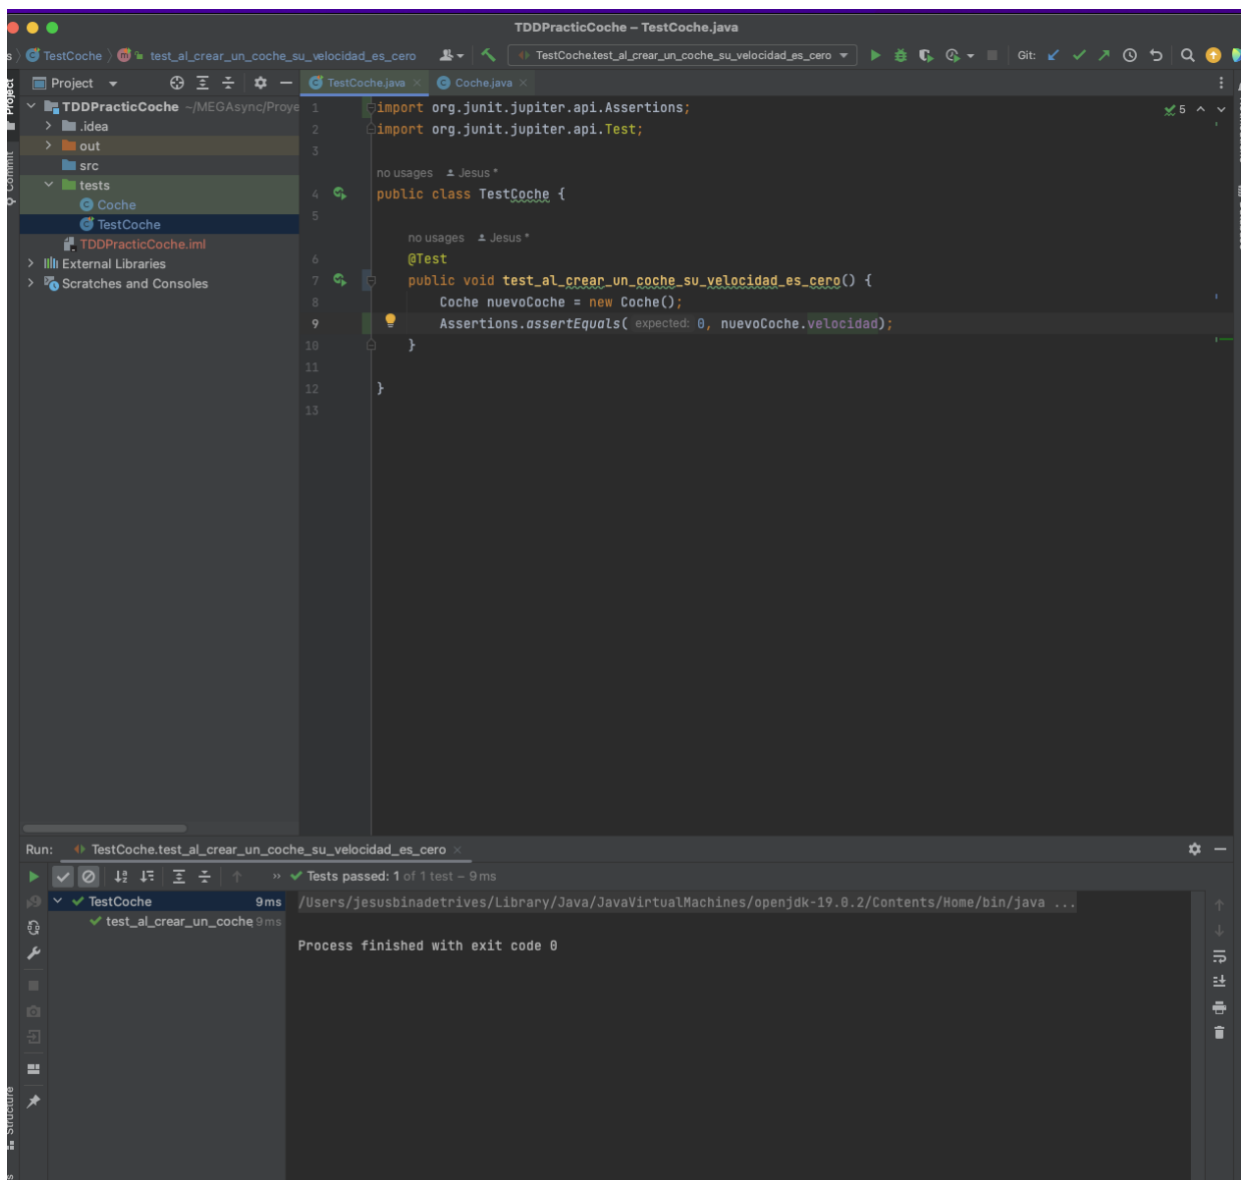 TDDPracticCoche – TestCoche.java
s TestCoche test_al_crear_un_coche_su_velocidad_es_cero TestCoche.test_al_crear_un_coche_su_velocidad_es_cero Git:
Project
Project
Commit
TDDPracticCoche ~/MEGAsync/Proye
.idea
out
src
tests
Coche
TestCoche
TDDPracticCoche.iml
External Libraries
Scratches and Consoles
TestCoche.java Coche.java
5
1 import org.junit.jupiter.api.Assertions;
2 import org.junit.jupiter.api.Test;
3
no usages Jesus *
4 public class TestCoche {
5
no usages Jesus *
6 @Test
7 public void test_al_crear_un_coche_su_velocidad_es_cero() {
8 Coche nuevoCoche = new Coche();
9 Assertions.assertEquals( expected: 0, nuevoCoche.velocidad);
10 }
11
12 }
13
Run: TestCoche.test_al_crear_un_coche_su_velocidad_es_cero
Tests passed: 1 of 1 test – 9 ms
TestCoche 9 ms
test_al_crear_un_coche 9 ms
/Users/jesusbinadetrives/Library/Java/JavaVirtualMachines/openjdk-19.0.2/Contents/Home/bin/java ...
Process finished with exit code 0
Structure